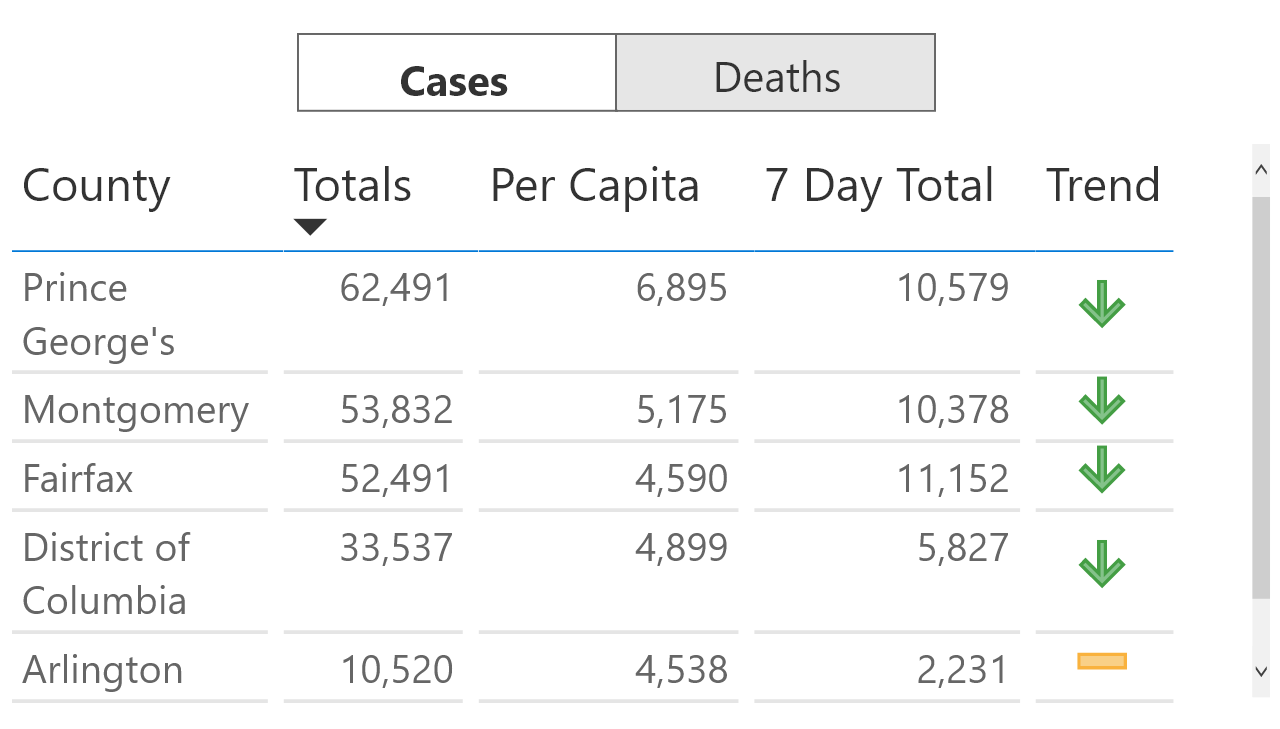 Cases Deaths
County Totals Per Capita 7 Day Total Trend
Prince 62,491 6,895 10,579
George's
Montgomery 53,832 5,175 10,378
Fairfax 52,491 4,590 11,152
District of 33,537 4,899 5,827
Columbia
Arlington 10,520 4,538 2,231